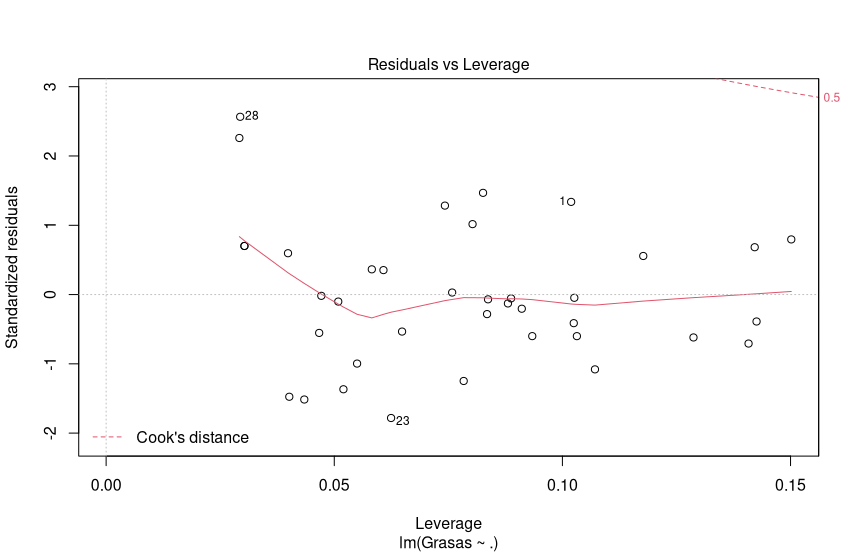 Residuals vs Leverage
Standardized residuals
3
2
1
0
-1
-2
0.5
28
1
23
Cook's distance
0.00
0.05
0.10
0.15
Leverage
lm(Grasas ~ .)